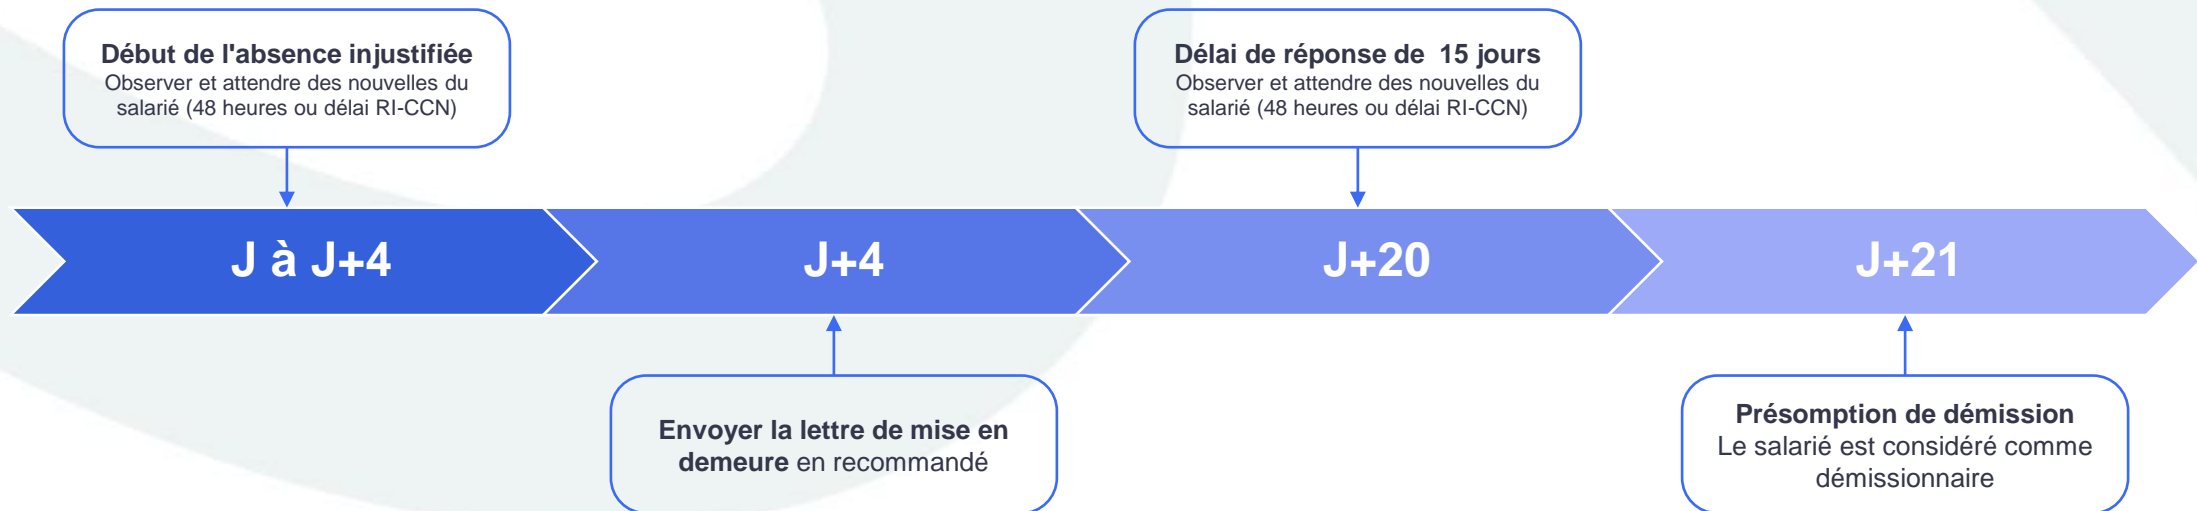 Début de l'absence injustifiée
Observer et attendre des nouvelles du
salarié (48 heures ou délai RI-CCN)
Délai de réponse de  15 jours
Observer et attendre des nouvelles du
salarié (48 heures ou délai RI-CCN)
J à J+4
J+4
J+20
J+21
Envoyer la lettre de mise en
demeure en recommandé
Présomption de démission
Le salarié est considéré comme
démissionnaire